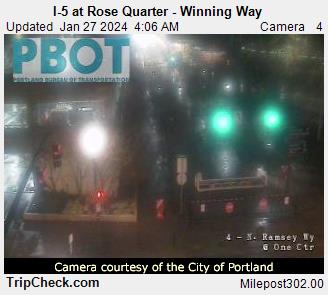 I-5 at Rose Quarter - Winning Way
Updated Jan 27 2024 4:06 AM Camera 4
PBOT
PORTLAND BUREAU OF TRANSPORTATION
4 - N. Ramsey Wy
@ One Ctr
Camera courtesy of the City of Portland
TripCheck.com Milepost302.00